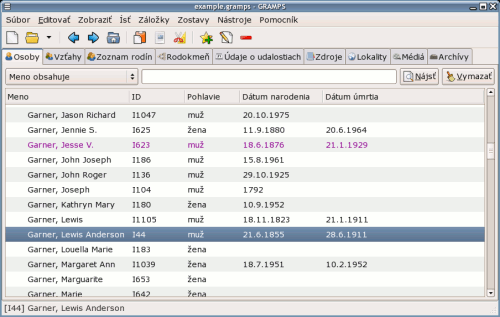 example.gramps - GRAMPS
Súbor Editovať Zobraziť Ísť Záložky Zostavy Nástroje Pomocník
Osoby Vzťahy Zoznam rodín Rodokmeň Údaje o udalostiach Zdroje Lokality Médiá Archívy
Meno obsahuje Nájsť Vymazať
Meno ID Pohlavie Dátum narodenia Dátum úmrtia
Garner, Jason Richard I1047 muž 20.10.1975
Garner, Jennie S. I625 žena 11.9.1880 20.6.1964
Garner, Jesse V. I623 muž 18.6.1876 21.1.1929
Garner, John Joseph I186 muž 15.8.1961
Garner, John Roger I136 muž 29.10.1925
Garner, Joseph I104 muž 1792
Garner, Kathryn Mary I180 žena 10.9.1952
Garner, Lewis I1105 muž 18.11.1823 21.1.1911
Garner, Lewis Anderson I44 muž 21.6.1855 28.6.1911
Garner, Louella Marie I183 žena
Garner, Margaret Ann I1039 žena 18.7.1951 10.2.1952
Garner, Marguarite I653 žena
Garner, Marie I642 žena
[I44] Garner, Lewis Anderson